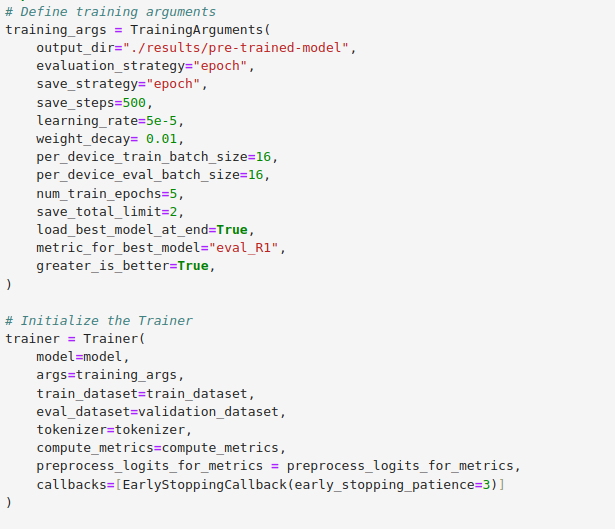 # Define training arguments
training_args = TrainingArguments(
    output_dir="./results/pre-trained-model",
    evaluation_strategy="epoch",
    save_strategy="epoch",
    save_steps=500,
    learning_rate=5e-5,
    weight_decay= 0.01,
    per_device_train_batch_size=16,
    per_device_eval_batch_size=16,
    num_train_epochs=5,
    save_total_limit=2,
    load_best_model_at_end=True,
    metric_for_best_model="eval_R1",
    greater_is_better=True,
)

# Initialize the Trainer
trainer = Trainer(
    model=model,
    args=training_args,
    train_dataset=train_dataset,
    eval_dataset=validation_dataset,
    tokenizer=tokenizer,
    compute_metrics=compute_metrics,
    preprocess_logits_for_metrics = preprocess_logits_for_metrics,
    callbacks=[EarlyStoppingCallback(early_stopping_patience=3)]
)